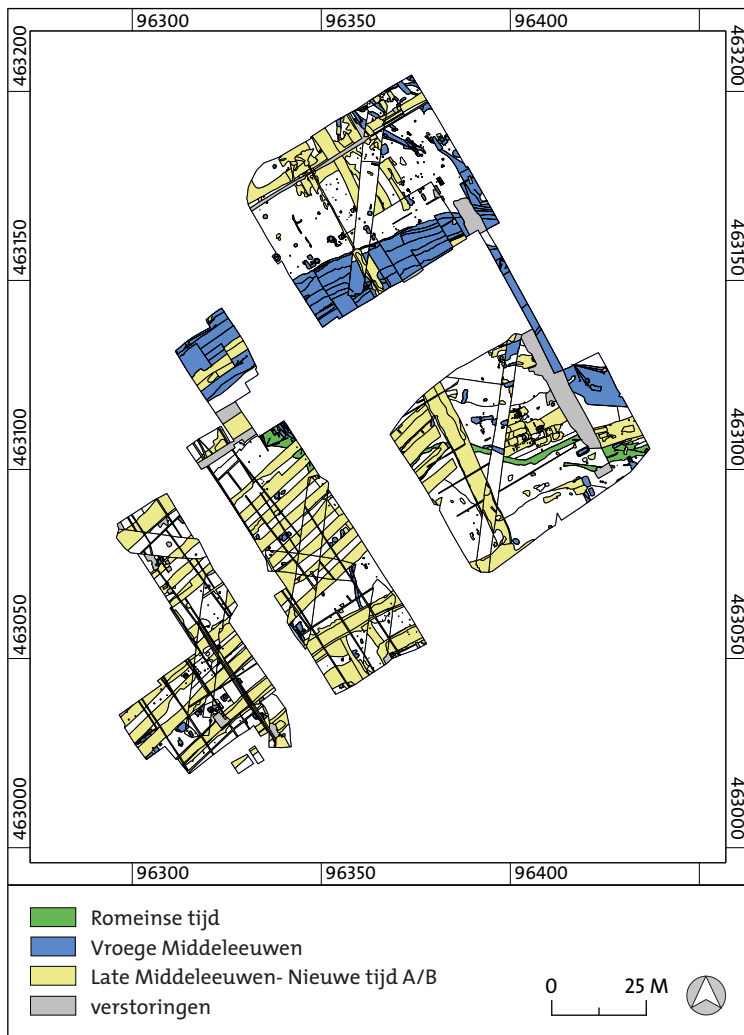 96300 96350 96400
463200 463200
463150 463150
463100 463100
463050 463050
463000 463000
96300 96350 96400
Romeinse tijd
Vroege Middeleeuwen
Late Middeleeuwen- Nieuwe tijd A/B
verstoringen
0 25 M